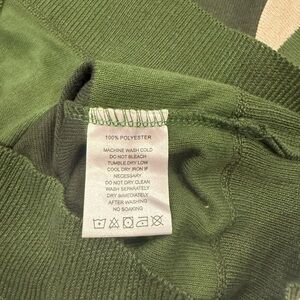 100% POLYESTER
MACHINE WASH COLD
DO NOT BLEACH
TUMBLE DRY LOW
COOL DRY IRON IF
NECESSARY
DO NOT DRY CLEAN
WASH SEPARATELY
DRY IMMEDIATELY
AFTER WASHING
NO SOAKING